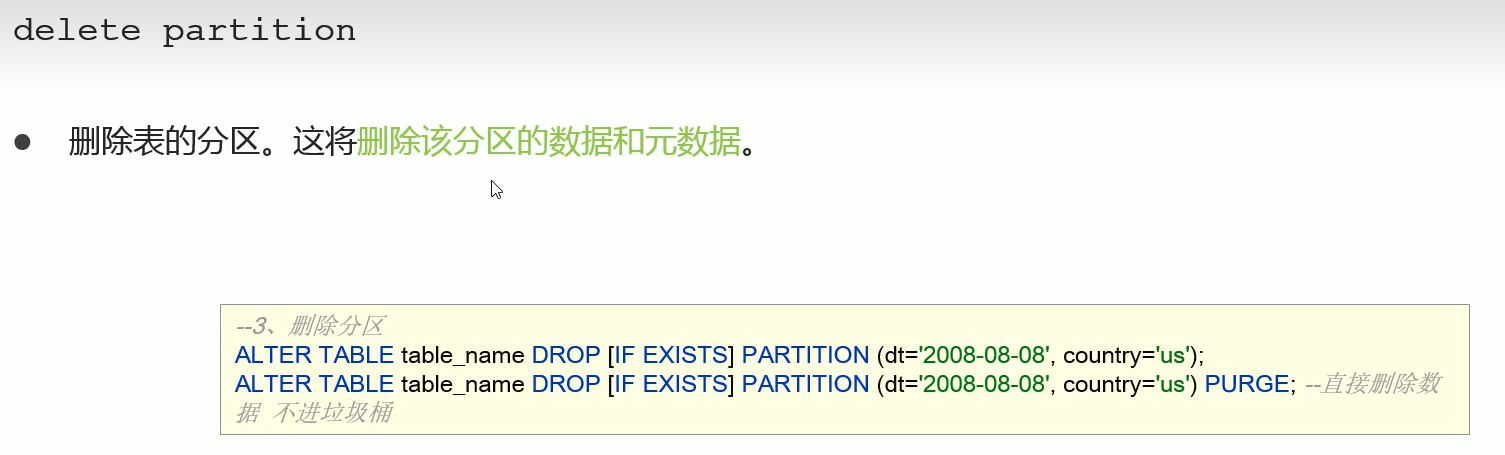 delete partition
● 删除表的分区。这将删除该分区的数据和元数据。
--3、删除分区
ALTER TABLE table_name DROP [IF EXISTS] PARTITION (dt='2008-08-08', country='us');
ALTER TABLE table_name DROP [IF EXISTS] PARTITION (dt='2008-08-08', country='us') PURGE; --直接删除数
据 不进垃圾桶